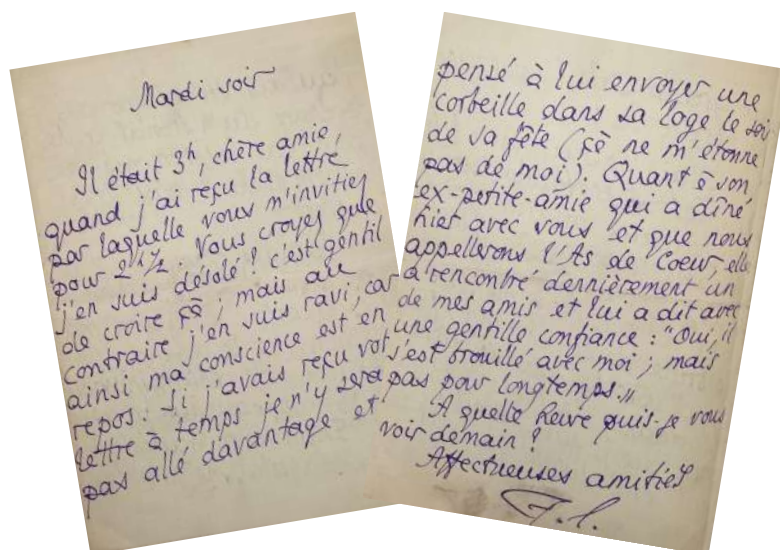 Mardi soir
Il était 3h, chère amie,
quand j'ai reçu la lettre
par laquelle vous m'invitiez
pour 2h ½. Vous croyez que
j'en suis désolé ! c'est gentil
de croire çà ; mais au
contraire j'en suis ravi, car
ainsi ma conscience est en
repos. Si j'avais reçu vot
lettre à temps je n'y sera
pas allé davantage et
pensé à lui envoyer une
corbeille dans sa loge le soir
de sa fête (çà ne m'étonne
pas de moi). Quant à son
ex-petite-amie qui a dîné
hier avec vous et que nous
appellerons l'As de Coeur, elle
a rencontré dernièrement un
de mes amis et lui a dit avec
une gentille confiance : "Oui, il
s'est brouillé avec moi ; mais
pas pour longtemps."
A quelle heure puis-je vous
voir demain ?
Affectueuses amitiés